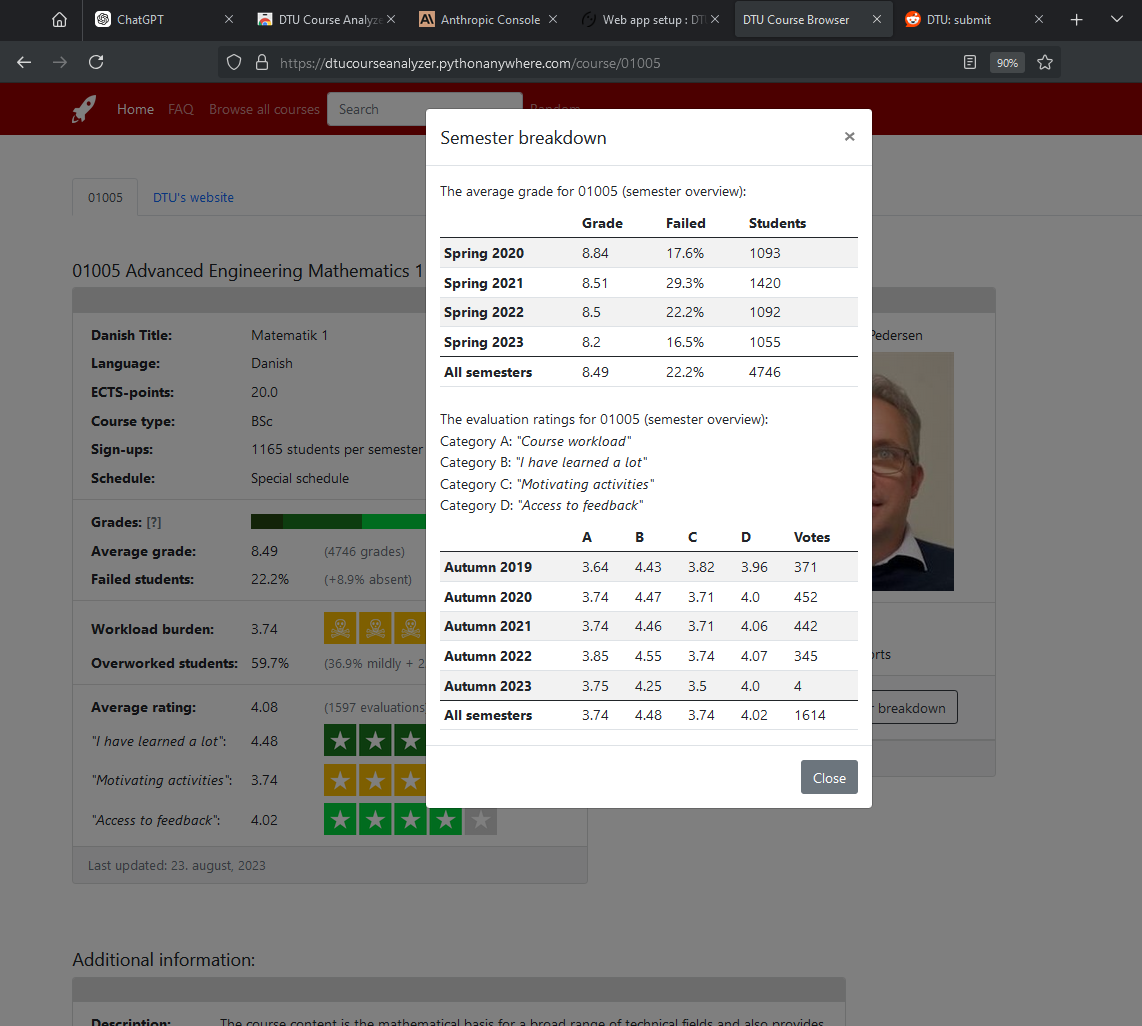 ChatGPT
DTU Course Analyze
Anthropic Console
Web app setup : DT
DTU Course Browser
DTU: submit
https://dtucourseanalyzer.pythonanywhere.com/course/01005
90%
Home FAQ Browse all courses Search Random
01005 DTU's website
01005 Advanced Engineering Mathematics 1
Danish Title: Matematik 1
Language: Danish
ECTS-points: 20.0
Course type: BSc
Sign-ups: 1165 students per semester
Schedule: Special schedule
Grades: [?]
Average grade: 8.49 (4746 grades)
Failed students: 22.2% (+8.9% absent)
Workload burden: 3.74
Overworked students: 59.7% (36.9% mildly + 2
Average rating: 4.08 (1597 evaluations
"I have learned a lot": 4.48
"Motivating activities": 3.74
"Access to feedback": 4.02
Last updated: 23. august, 2023
Pedersen
orts
breakdown
Semester breakdown ×
The average grade for 01005 (semester overview):
Grade Failed Students
Spring 2020 8.84 17.6% 1093
Spring 2021 8.51 29.3% 1420
Spring 2022 8.5 22.2% 1092
Spring 2023 8.2 16.5% 1055
All semesters 8.49 22.2% 4746
The evaluation ratings for 01005 (semester overview):
Category A: "Course workload"
Category B: "I have learned a lot"
Category C: "Motivating activities"
Category D: "Access to feedback"
A B C D Votes
Autumn 2019 3.64 4.43 3.82 3.96 371
Autumn 2020 3.74 4.47 3.71 4.0 452
Autumn 2021 3.74 4.46 3.71 4.06 442
Autumn 2022 3.85 4.55 3.74 4.07 345
Autumn 2023 3.75 4.25 3.5 4.0 4
All semesters 3.74 4.48 3.74 4.02 1614
Close
Additional information:
Description: The course content is the mathematical basis for a broad range of technical fields and also provides